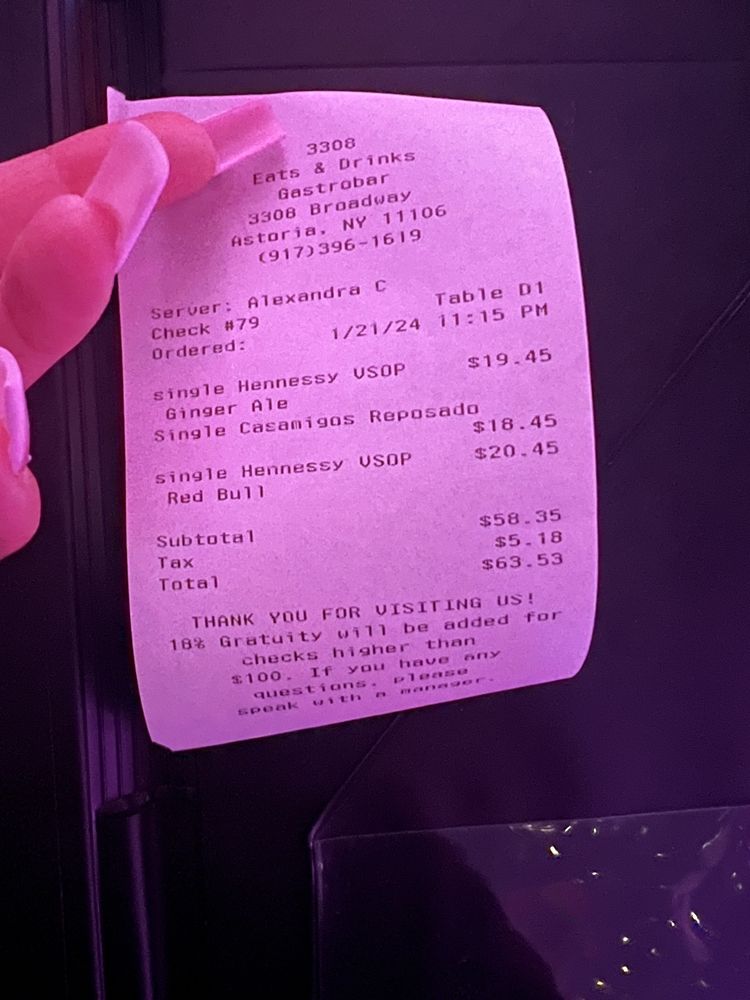 3308
Eats & Drinks
Gastrobar
3308 Broadway
Astoria, NY 11106
(917)396-1619
Server: Alexandra C
Check #79 Table D1
Ordered: 1/21/24 11:15 PM
single Hennessy VSOP $19.45
Ginger Ale
Single Casamigos Reposado
$18.45
single Hennessy VSOP $20.45
Red Bull
Subtotal $58.35
Tax $5.18
Total $63.53
THANK YOU FOR VISITING US!
18% Gratuity will be added for
checks higher than
$100. If you have any
questions, please
speak with a manager.